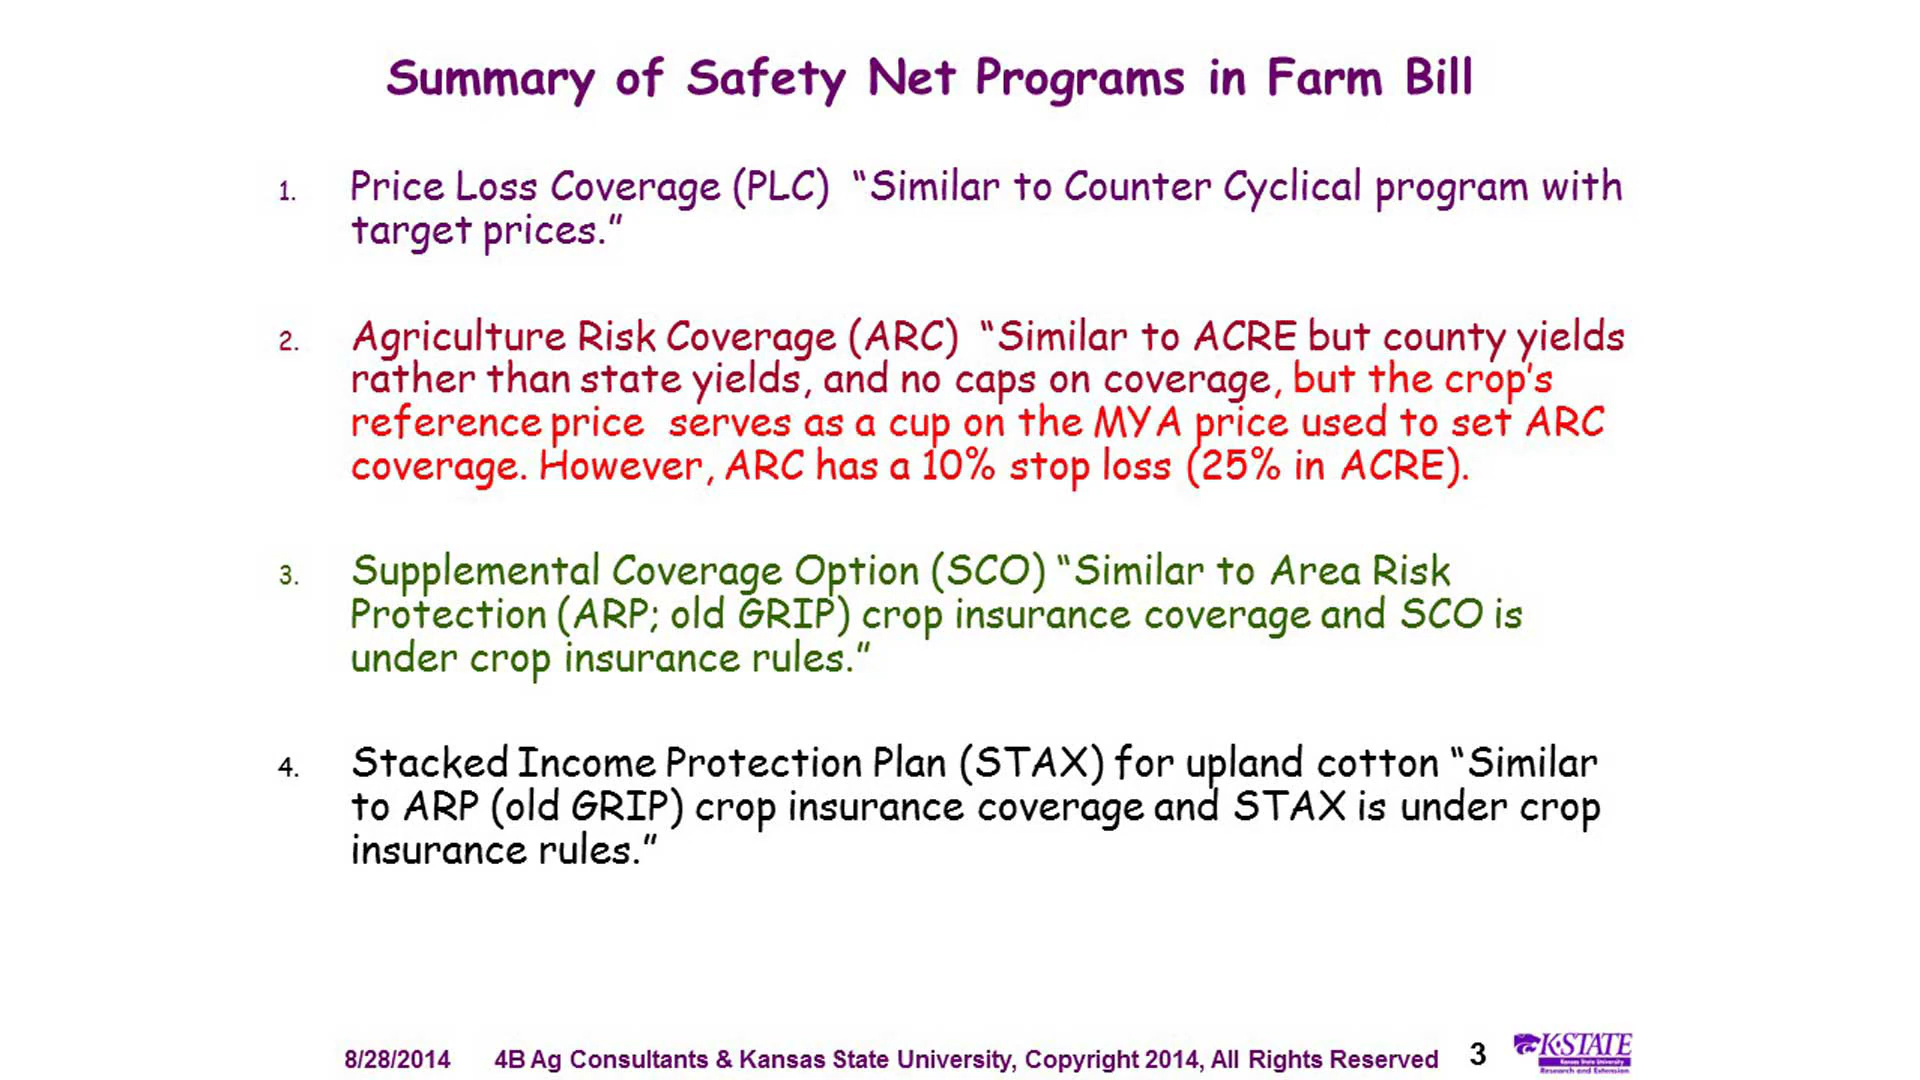 Summary of Safety Net Programs in Farm Bill
1. Price Loss Coverage (PLC) “Similar to Counter Cyclical program with
target prices.”
2. Agriculture Risk Coverage (ARC) “Similar to ACRE but county yields
rather than state yields, and no caps on coverage, but the crop’s
reference price serves as a cup on the MYA price used to set ARC
coverage. However, ARC has a 10% stop loss (25% in ACRE).
3. Supplemental Coverage Option (SCO) “Similar to Area Risk
Protection (ARP; old GRIP) crop insurance coverage and SCO is
under crop insurance rules.”
4. Stacked Income Protection Plan (STAX) for upland cotton “Similar
to ARP (old GRIP) crop insurance coverage and STAX is under crop
insurance rules.”
8/28/2014 4B Ag Consultants & Kansas State University, Copyright 2014, All Rights Reserved 3
K-STATE
Kansas State University
Research and Extension